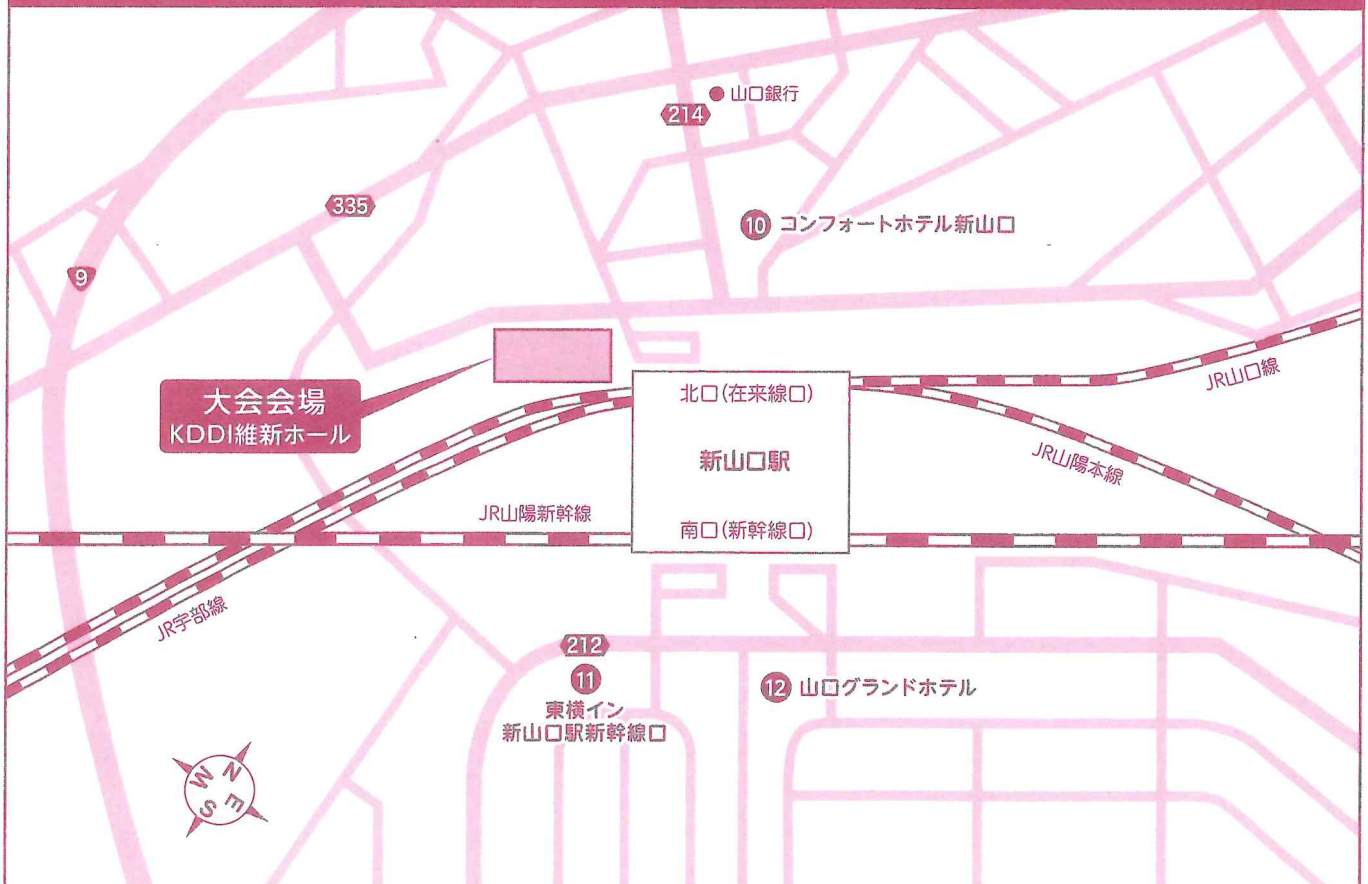 山口銀行
214
335
10 コンフォートホテル新山口
9
大会会場
KDDI維新ホール
北口(在来線口)
新山口駅
南口(新幹線口)
JR山口線
JR山陽本線
JR山陽新幹線
JR宇部線
212
11
東横イン
新山口駅新幹線口
12 山口グランドホテル
W N
S E